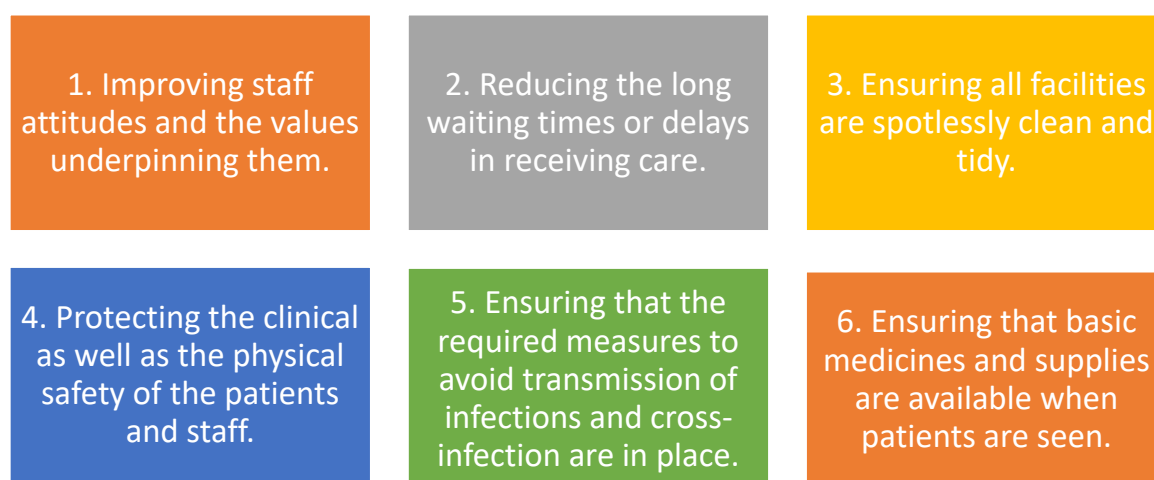 1. Improving staff
attitudes and the values
underpinning them.
2. Reducing the long
waiting times or delays
in receiving care.
3. Ensuring all facilities
are spotlessly clean and
tidy.
4. Protecting the clinical
as well as the physical
safety of the patients
and staff.
5. Ensuring that the
required measures to
avoid transmission of
infections and cross-
infection are in place.
6. Ensuring that basic
medicines and supplies
are available when
patients are seen.